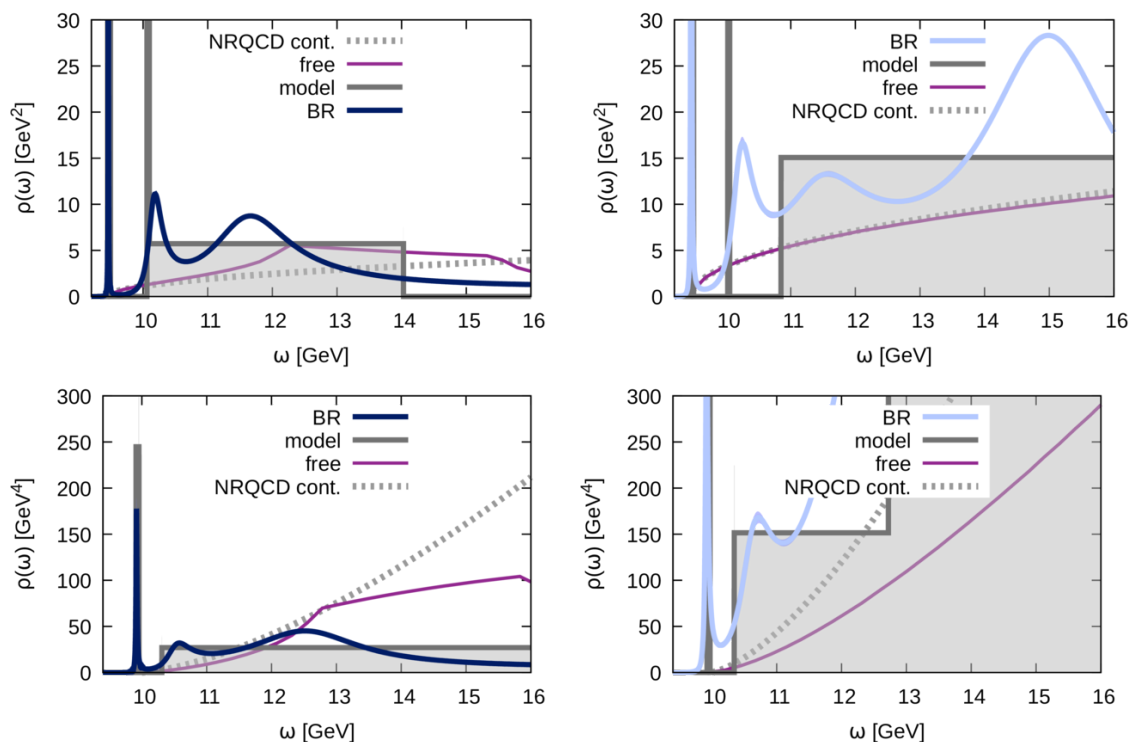 30
25
20
15
10
5
0
ρ(ω) [GeV²]
NRQCD cont.
free
model
BR
10 11 12 13 14 15 16
ω [GeV]
30
25
20
15
10
5
0
ρ(ω) [GeV²]
BR
model
free
NRQCD cont.
10 11 12 13 14 15 16
ω [GeV]
300
250
200
150
100
50
0
ρ(ω) [GeV⁴]
BR
model
free
NRQCD cont.
10 11 12 13 14 15 16
ω [GeV]
300
250
200
150
100
50
0
ρ(ω) [GeV⁴]
BR
model
free
NRQCD cont.
10 11 12 13 14 15 16
ω [GeV]